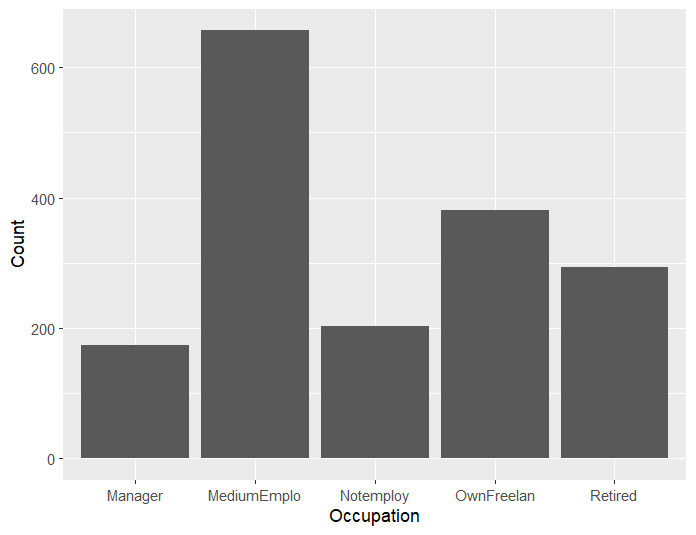 600
400
200
0
Count
Manager MediumEmplo Notemploy OwnFreelan Retired
Occupation